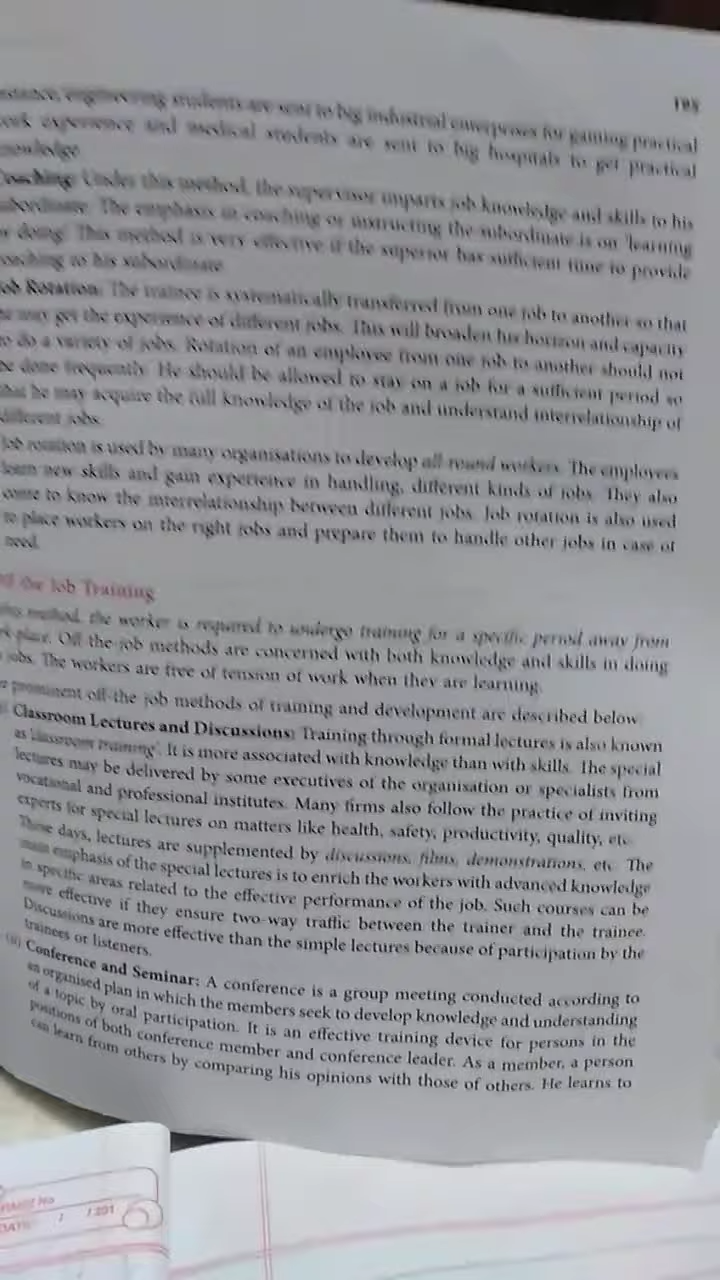 195
engineering students are sent to big industrial enterprises for gaining practical
work experience and medical students are sent to big hospitals to get practical
knowledge
Coaching: Under this method, the supervisor imparts job knowledge and skills to his
subordinate. The emphasis in coaching or instructing the subordinate is on 'learning
doing'. This method is very effective if the superior has sufficient time to provide
coaching to his subordinate
Job Rotation: The trainee is systematically transferred from one job to another so that
he may get the experience of different jobs. This will broaden his horizon and capacity
to do a variety of jobs. Rotation of an employee from one job to another should not
be done frequently. He should be allowed to stay on a job for a sufficient period so
that he may acquire the full knowledge of the job and understand interrelationship of
different jobs.
Job rotation is used by many organisations to develop all-round workers. The employees
learn new skills and gain experience in handling, different kinds of jobs. They also
come to know the interrelationship between different jobs. Job rotation is also used
to place workers on the right jobs and prepare them to handle other jobs in case of
need.
the Job Training
this method, the worker is required to undergo training for a specific period away from
place. Off-the-job methods are concerned with both knowledge and skills in doing
jobs. The workers are free of tension of work when they are learning.
prominent off-the job methods of training and development are described below
Classroom Lectures and Discussions: Training through formal lectures is also known
as 'classroom training'. It is more associated with knowledge than with skills. The special
lectures may be delivered by some executives of the organisation or specialists from
vocational and professional institutes. Many firms also follow the practice of inviting
experts for special lectures on matters like health, safety, productivity, quality, etc.
These days, lectures are supplemented by discussions, films, demonstrations, etc. The
main emphasis of the special lectures is to enrich the workers with advanced knowledge
in specific areas related to the effective performance of the job. Such courses can be
more effective if they ensure two-way traffic between the trainer and the trainee.
Discussions are more effective than the simple lectures because of participation by the
trainees or listeners.
(ii) Conference and Seminar: A conference is a group meeting conducted according to
an organised plan in which the members seek to develop knowledge and understanding
of a topic by oral participation. It is an effective training device for persons in the
positions of both conference member and conference leader. As a member, a person
can learn from others by comparing his opinions with those of others. He learns to
PAGE No
DATE / /201